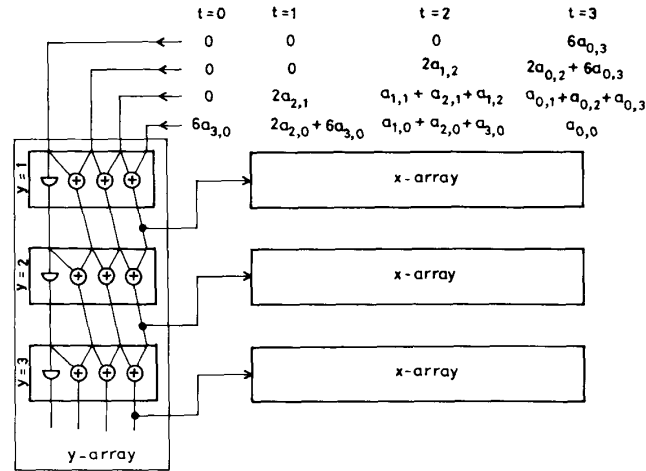 t=0 t=1 t=2 t=3
0 0 0 6a₀,₃
0 0 2a₁,₂ 2a₀,₂ + 6a₀,₃
0 2a₂,₁ a₁,₁ + a₂,₁ + a₁,₂ a₀,₁ + a₀,₂ + a₀,₃
6a₃,₀ 2a₂,₀ + 6a₃,₀ a₁,₀ + a₂,₀ + a₃,₀ a₀,₀
y=1 + + + x-array
y=2 + + + x-array
y=3 + + + x-array
y-array